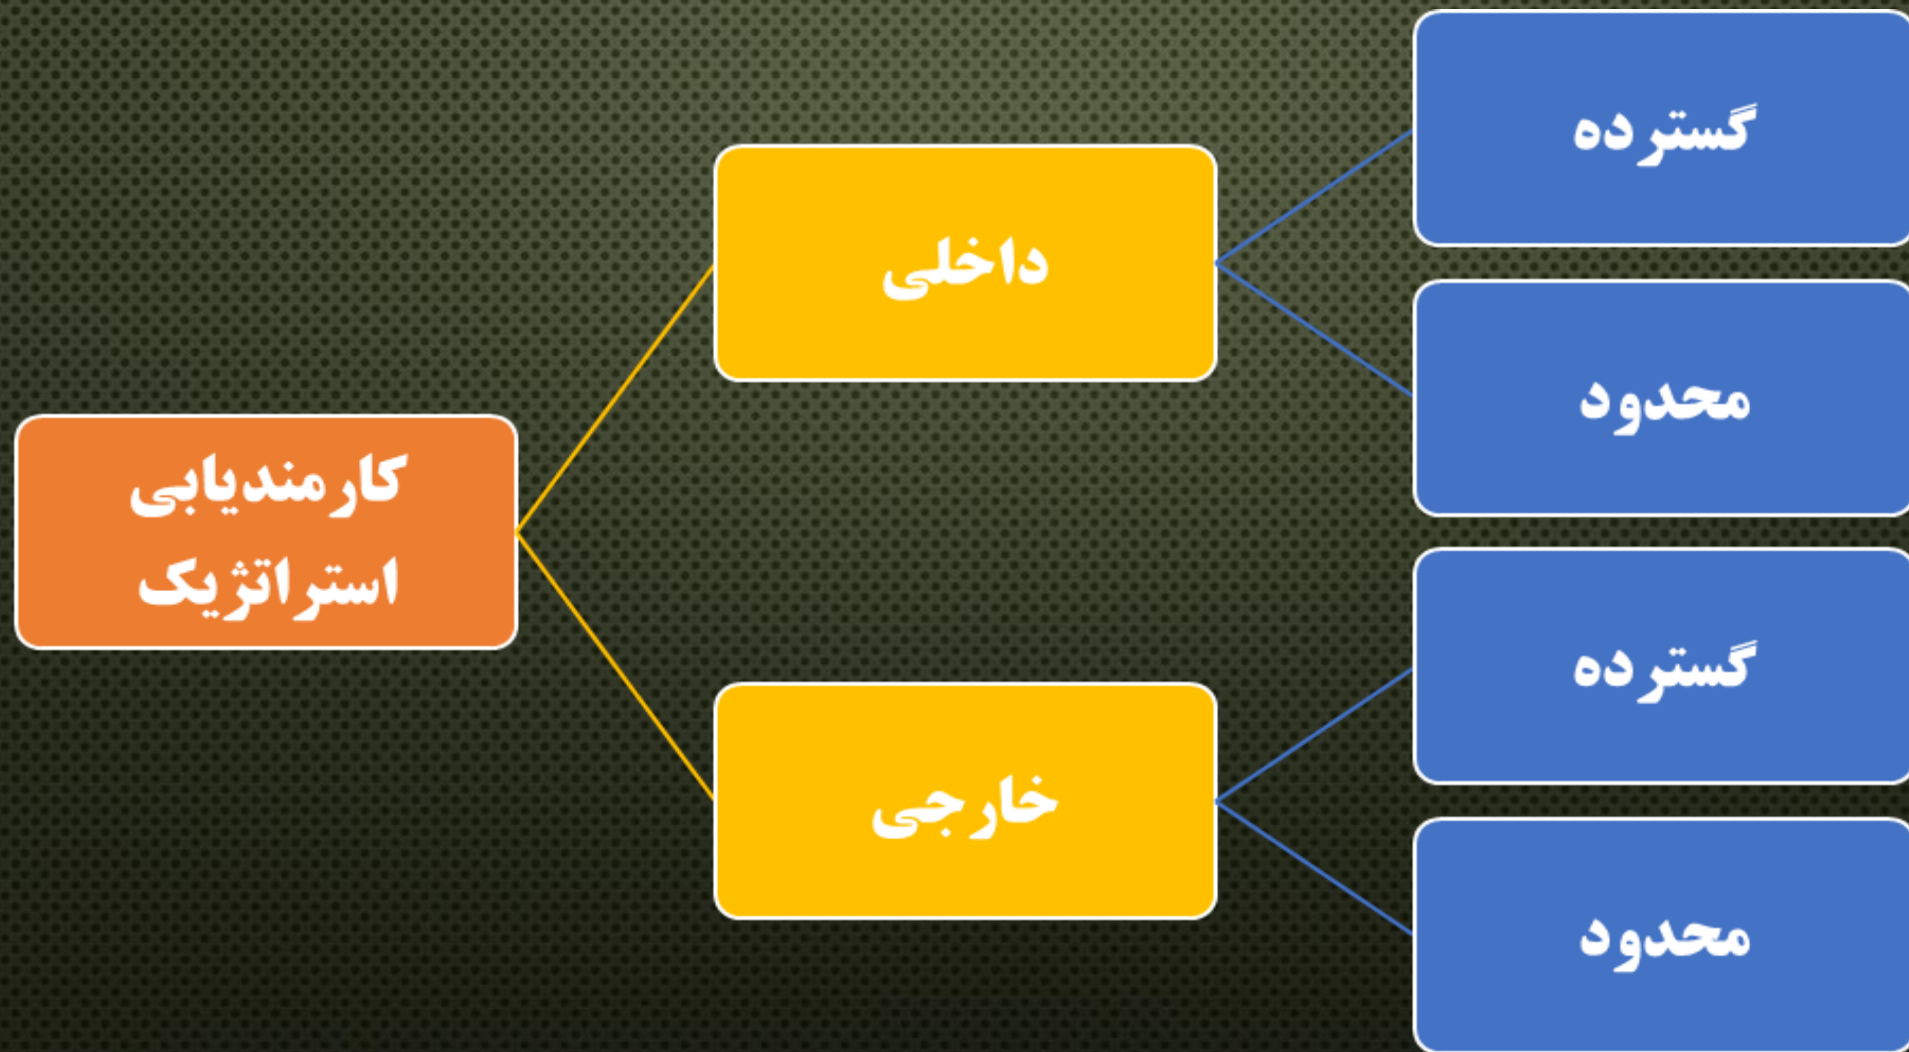 کارمندیابی
استراتژیک
داخلی
گسترده
محدود
خارجی
گسترده
محدود